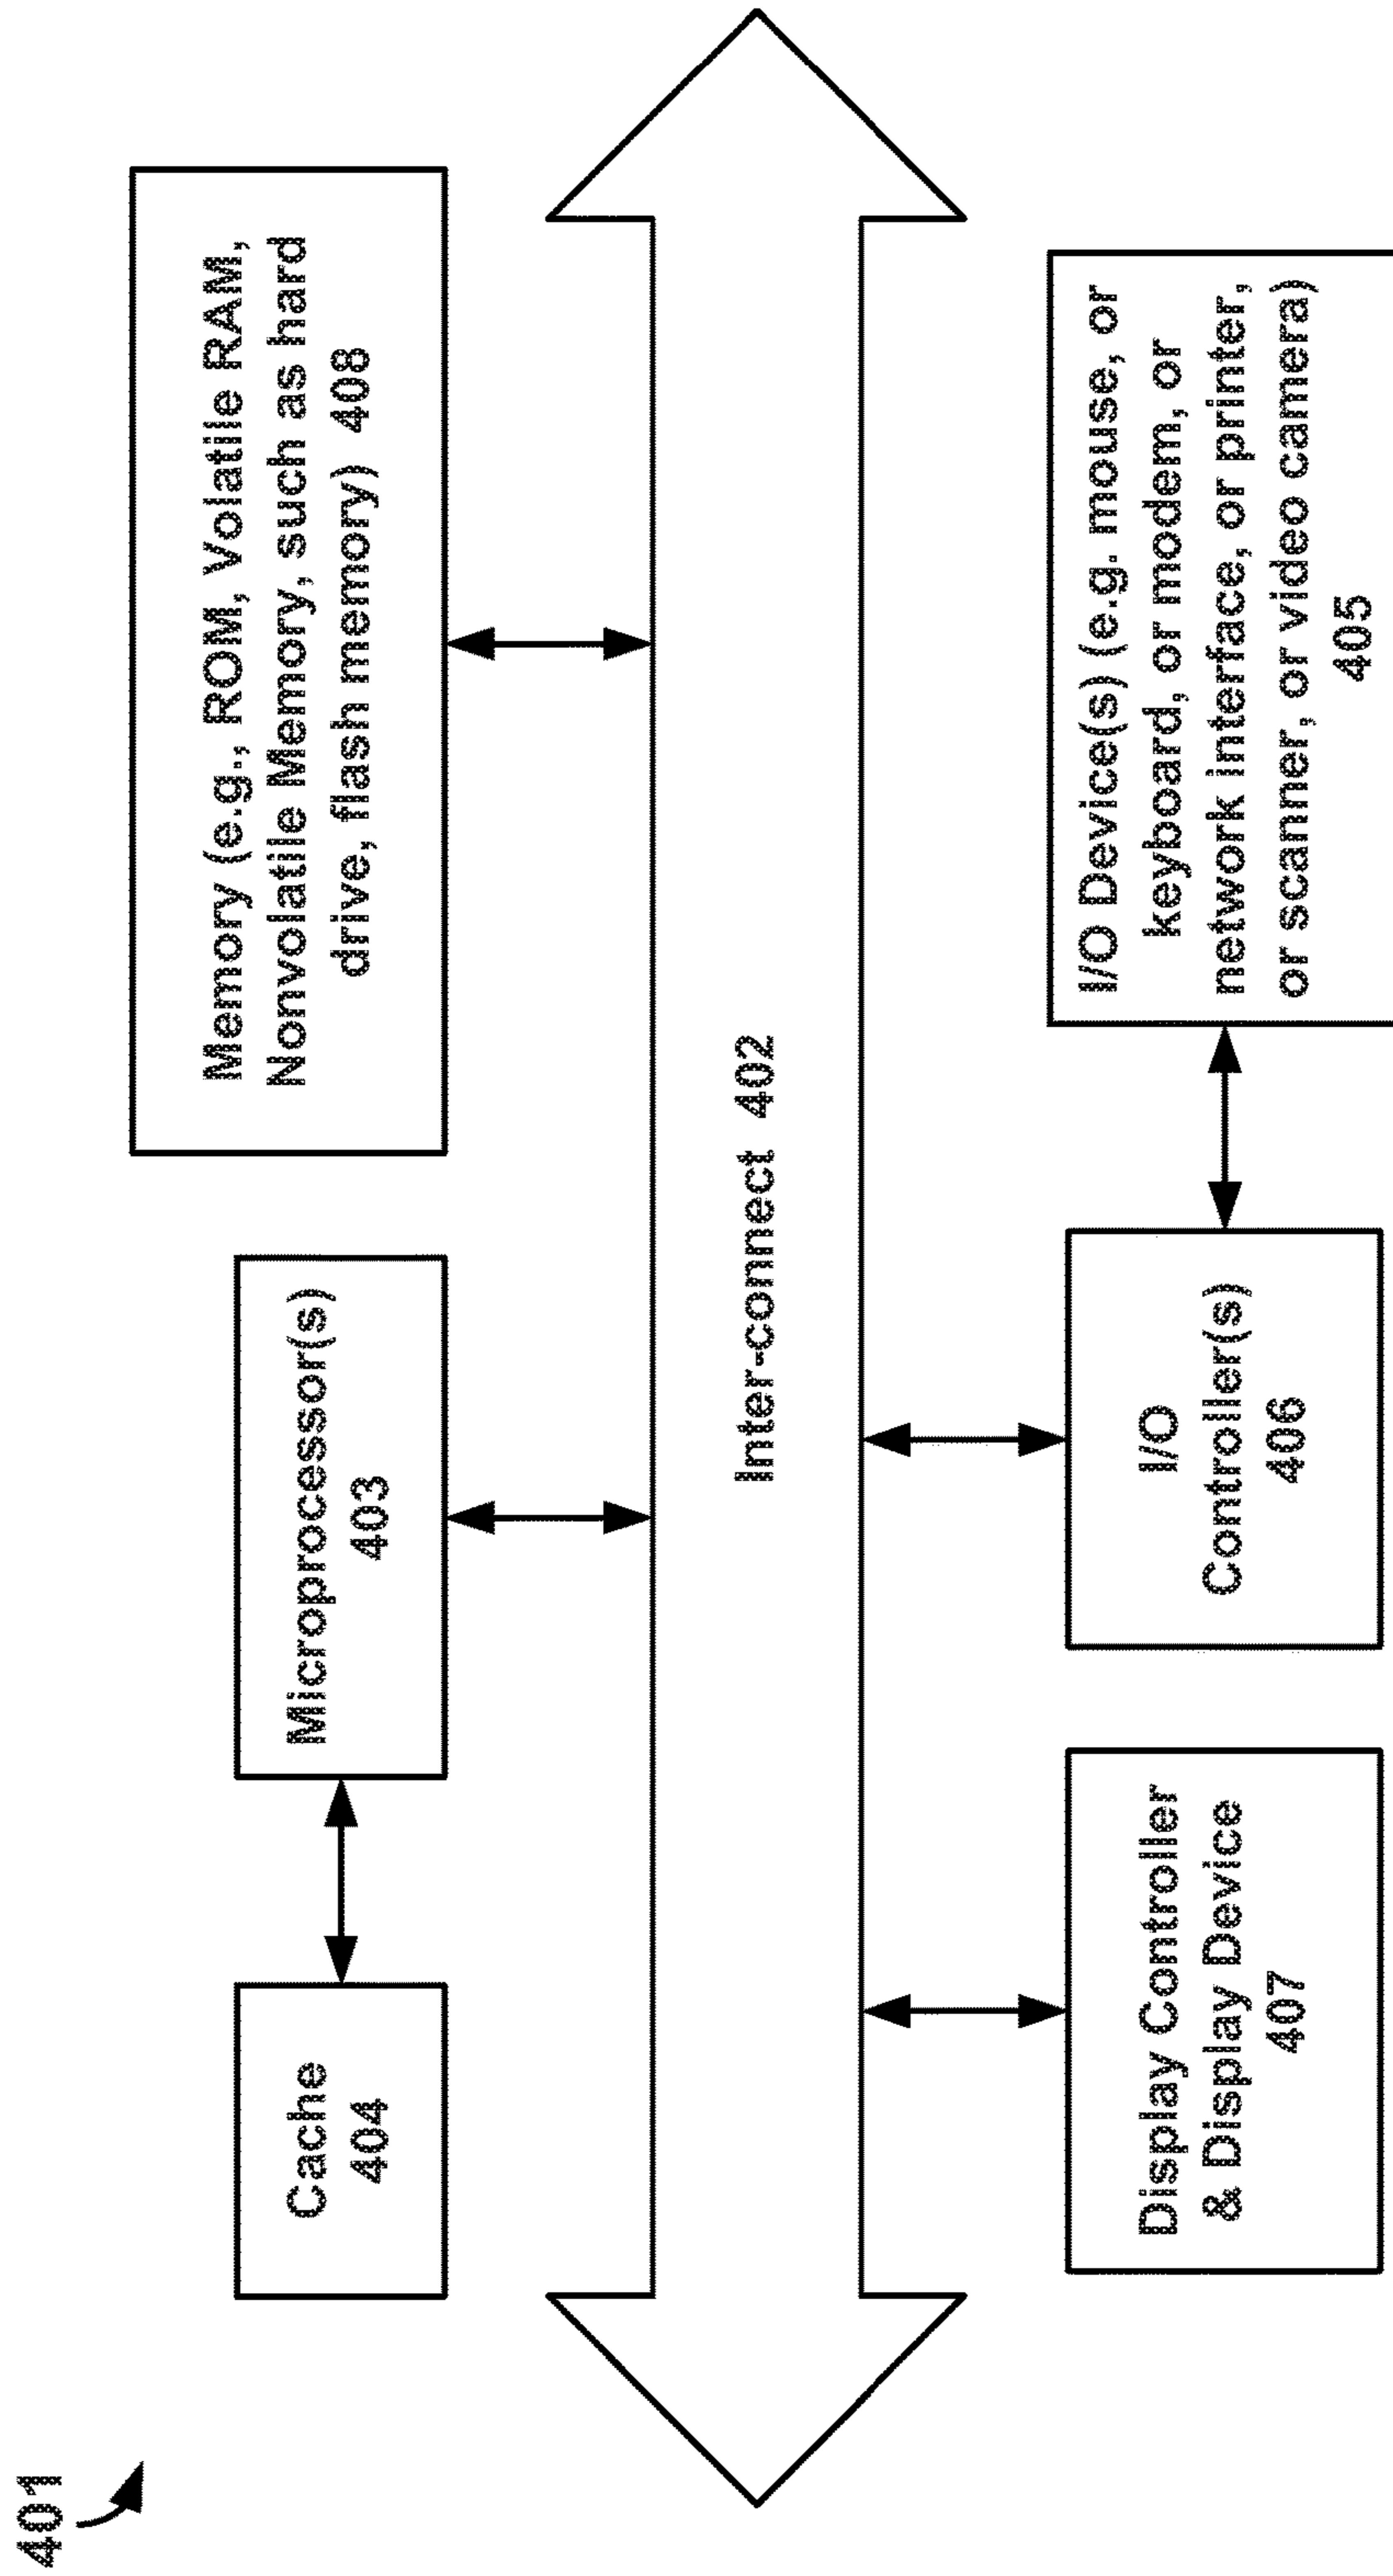 401
Cache
404
Microprocessor(s)
403
Memory (e.g., ROM, Volatile RAM,
Nonvolatile Memory, such as hard
drive, flash memory) 408
Inter-connect 402
Display Controller
& Display Device
407
I/O
Controller(s)
406
I/O Device(s) (e.g. mouse, or
keyboard, or modem, or
network interface, or printer,
or scanner, or video camera)
405